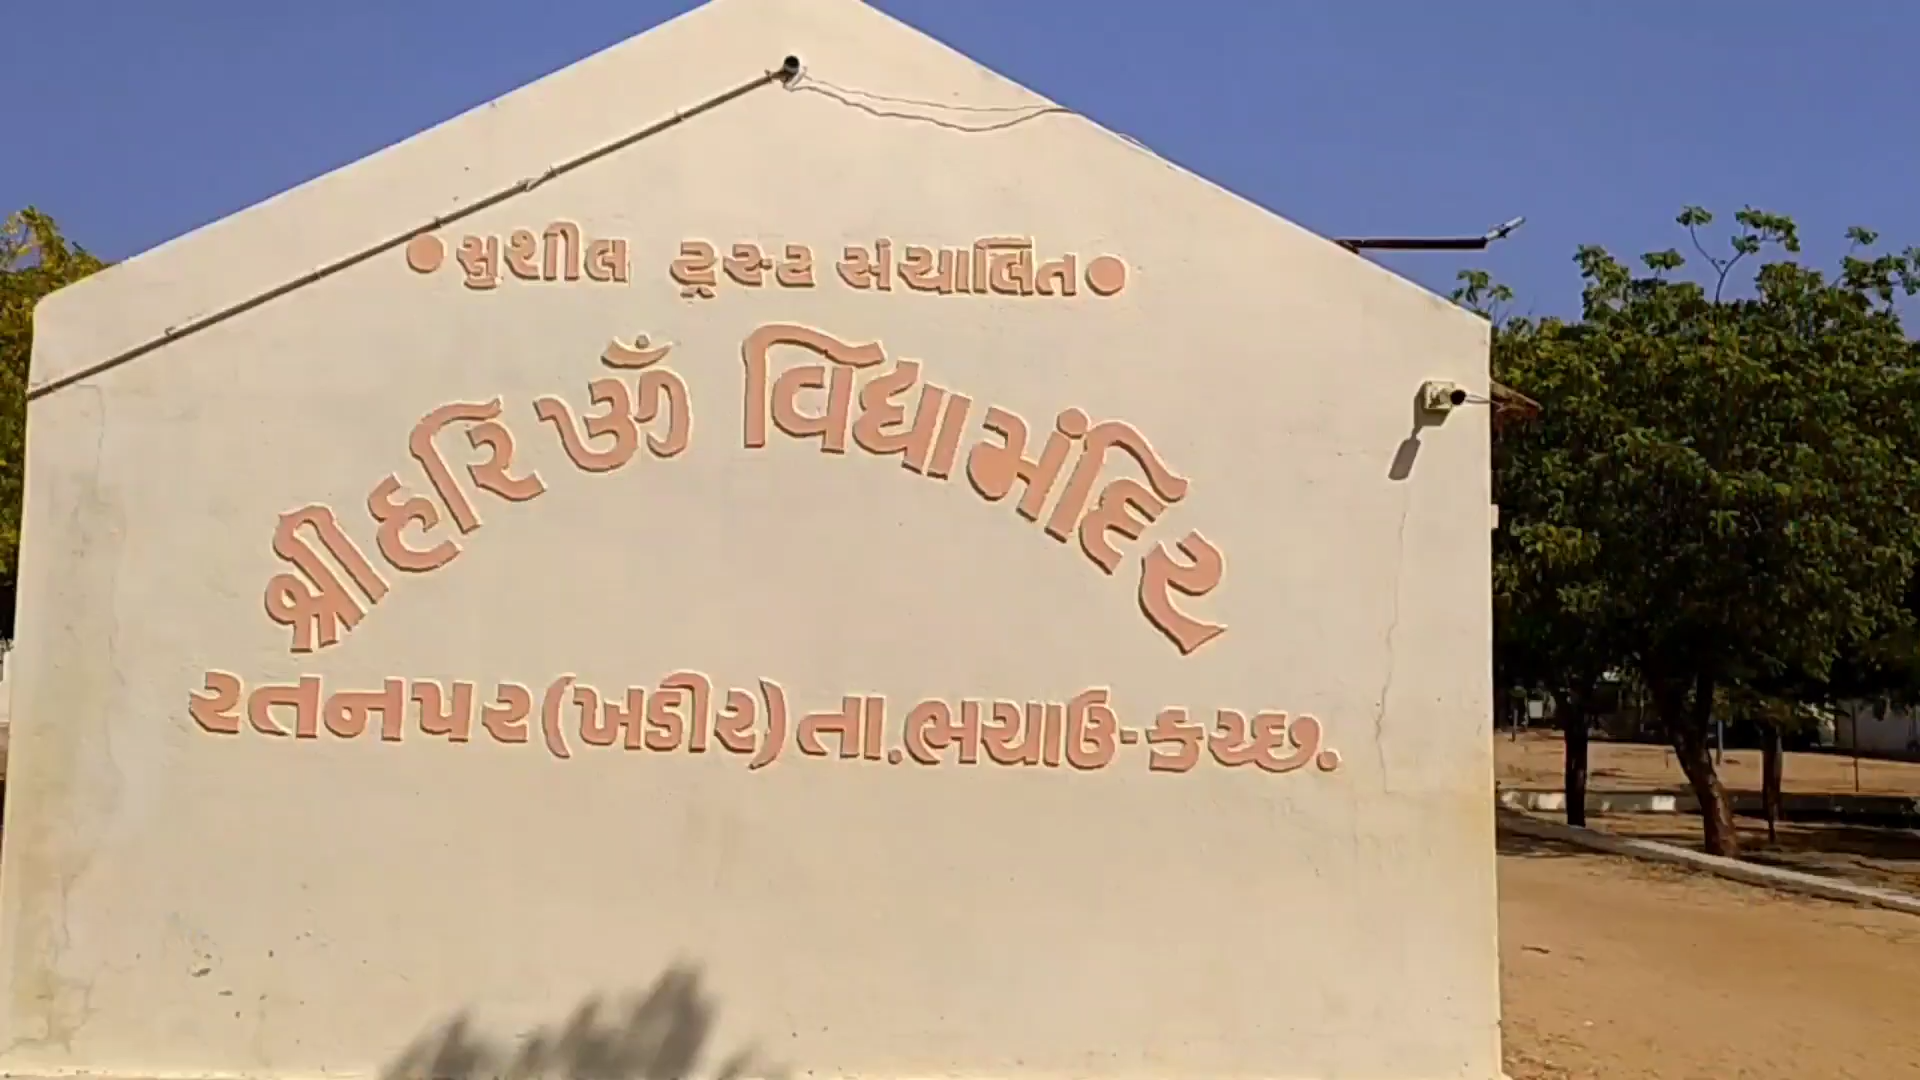 ●સુશીલ ટ્રસ્ટ સંચાલિત●
શ્રી હરિ ૐ વિદ્યામંદિર
રતનપર(ખડીર)તા.ભચાઉ-કચ્છ.